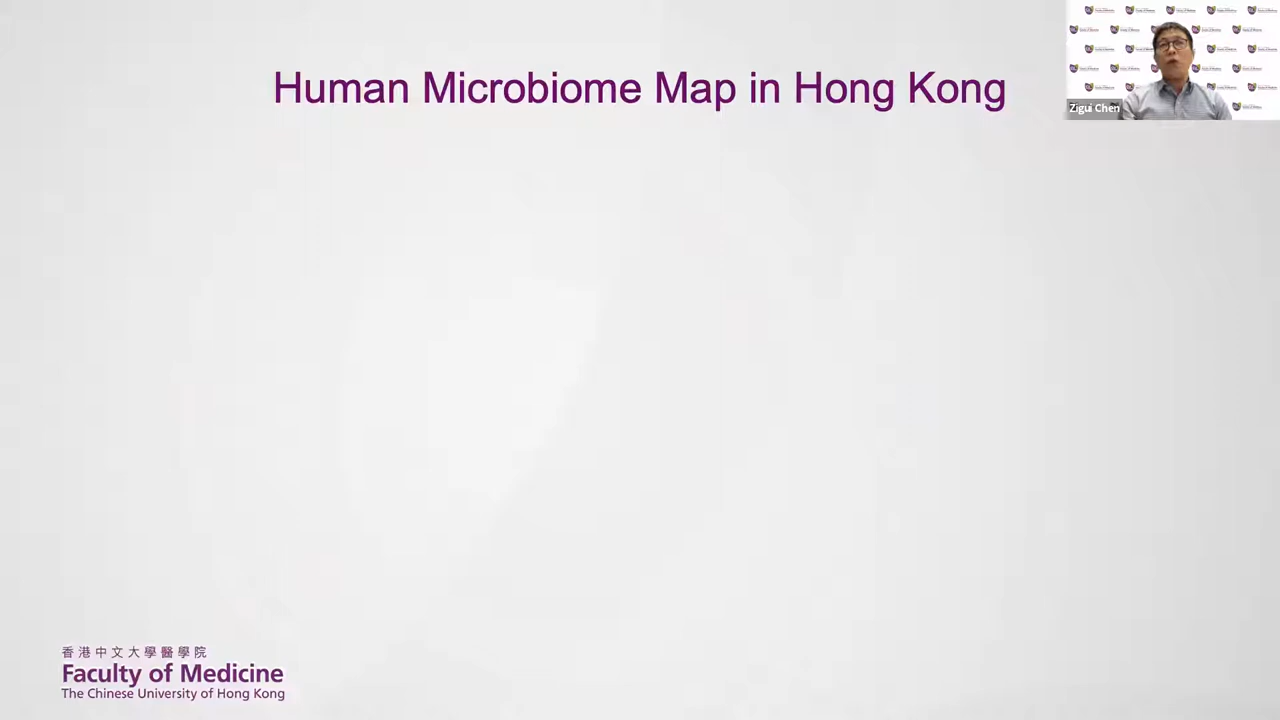 Human Microbiome Map in Hong Kong
Zigui Chen
香港中文大學醫學院
Faculty of Medicine
The Chinese University of Hong Kong